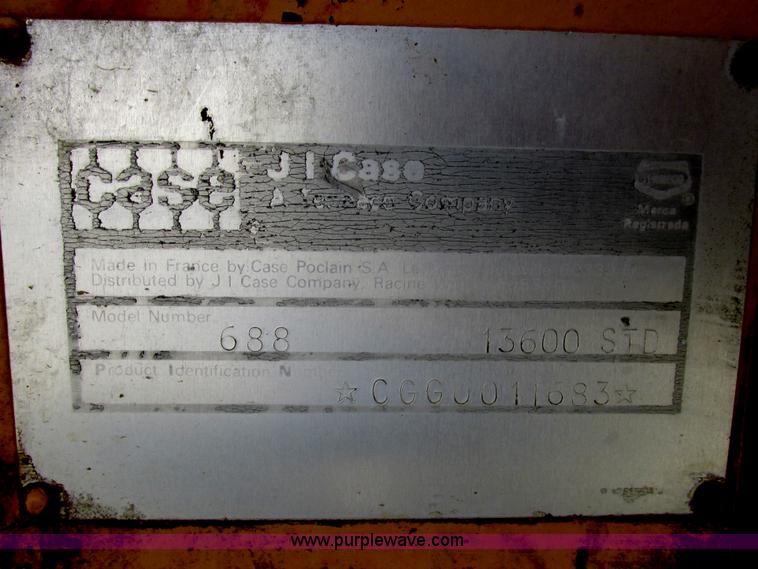 case
J I Case
A Tenneco Company
Marca
Registrada
Made in France by Case Poclain S.A.
Distributed by J I Case Company, Racine
Model Number
688 13600 STD
Product Identification Number
☆CGG0011683☆
www.purplewave.com